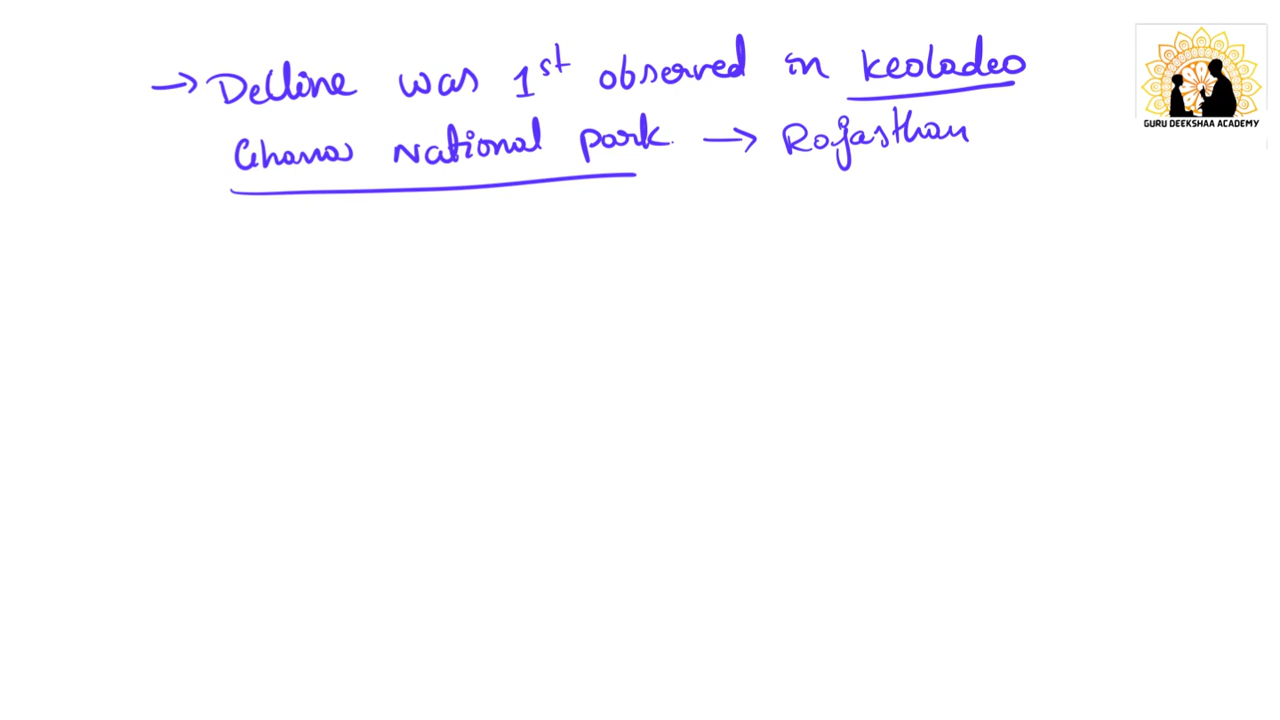 → Decline was 1st observed in Keoladeo
Ghana National park. → Rajasthan
GURU DEEKSHAA ACADEMY